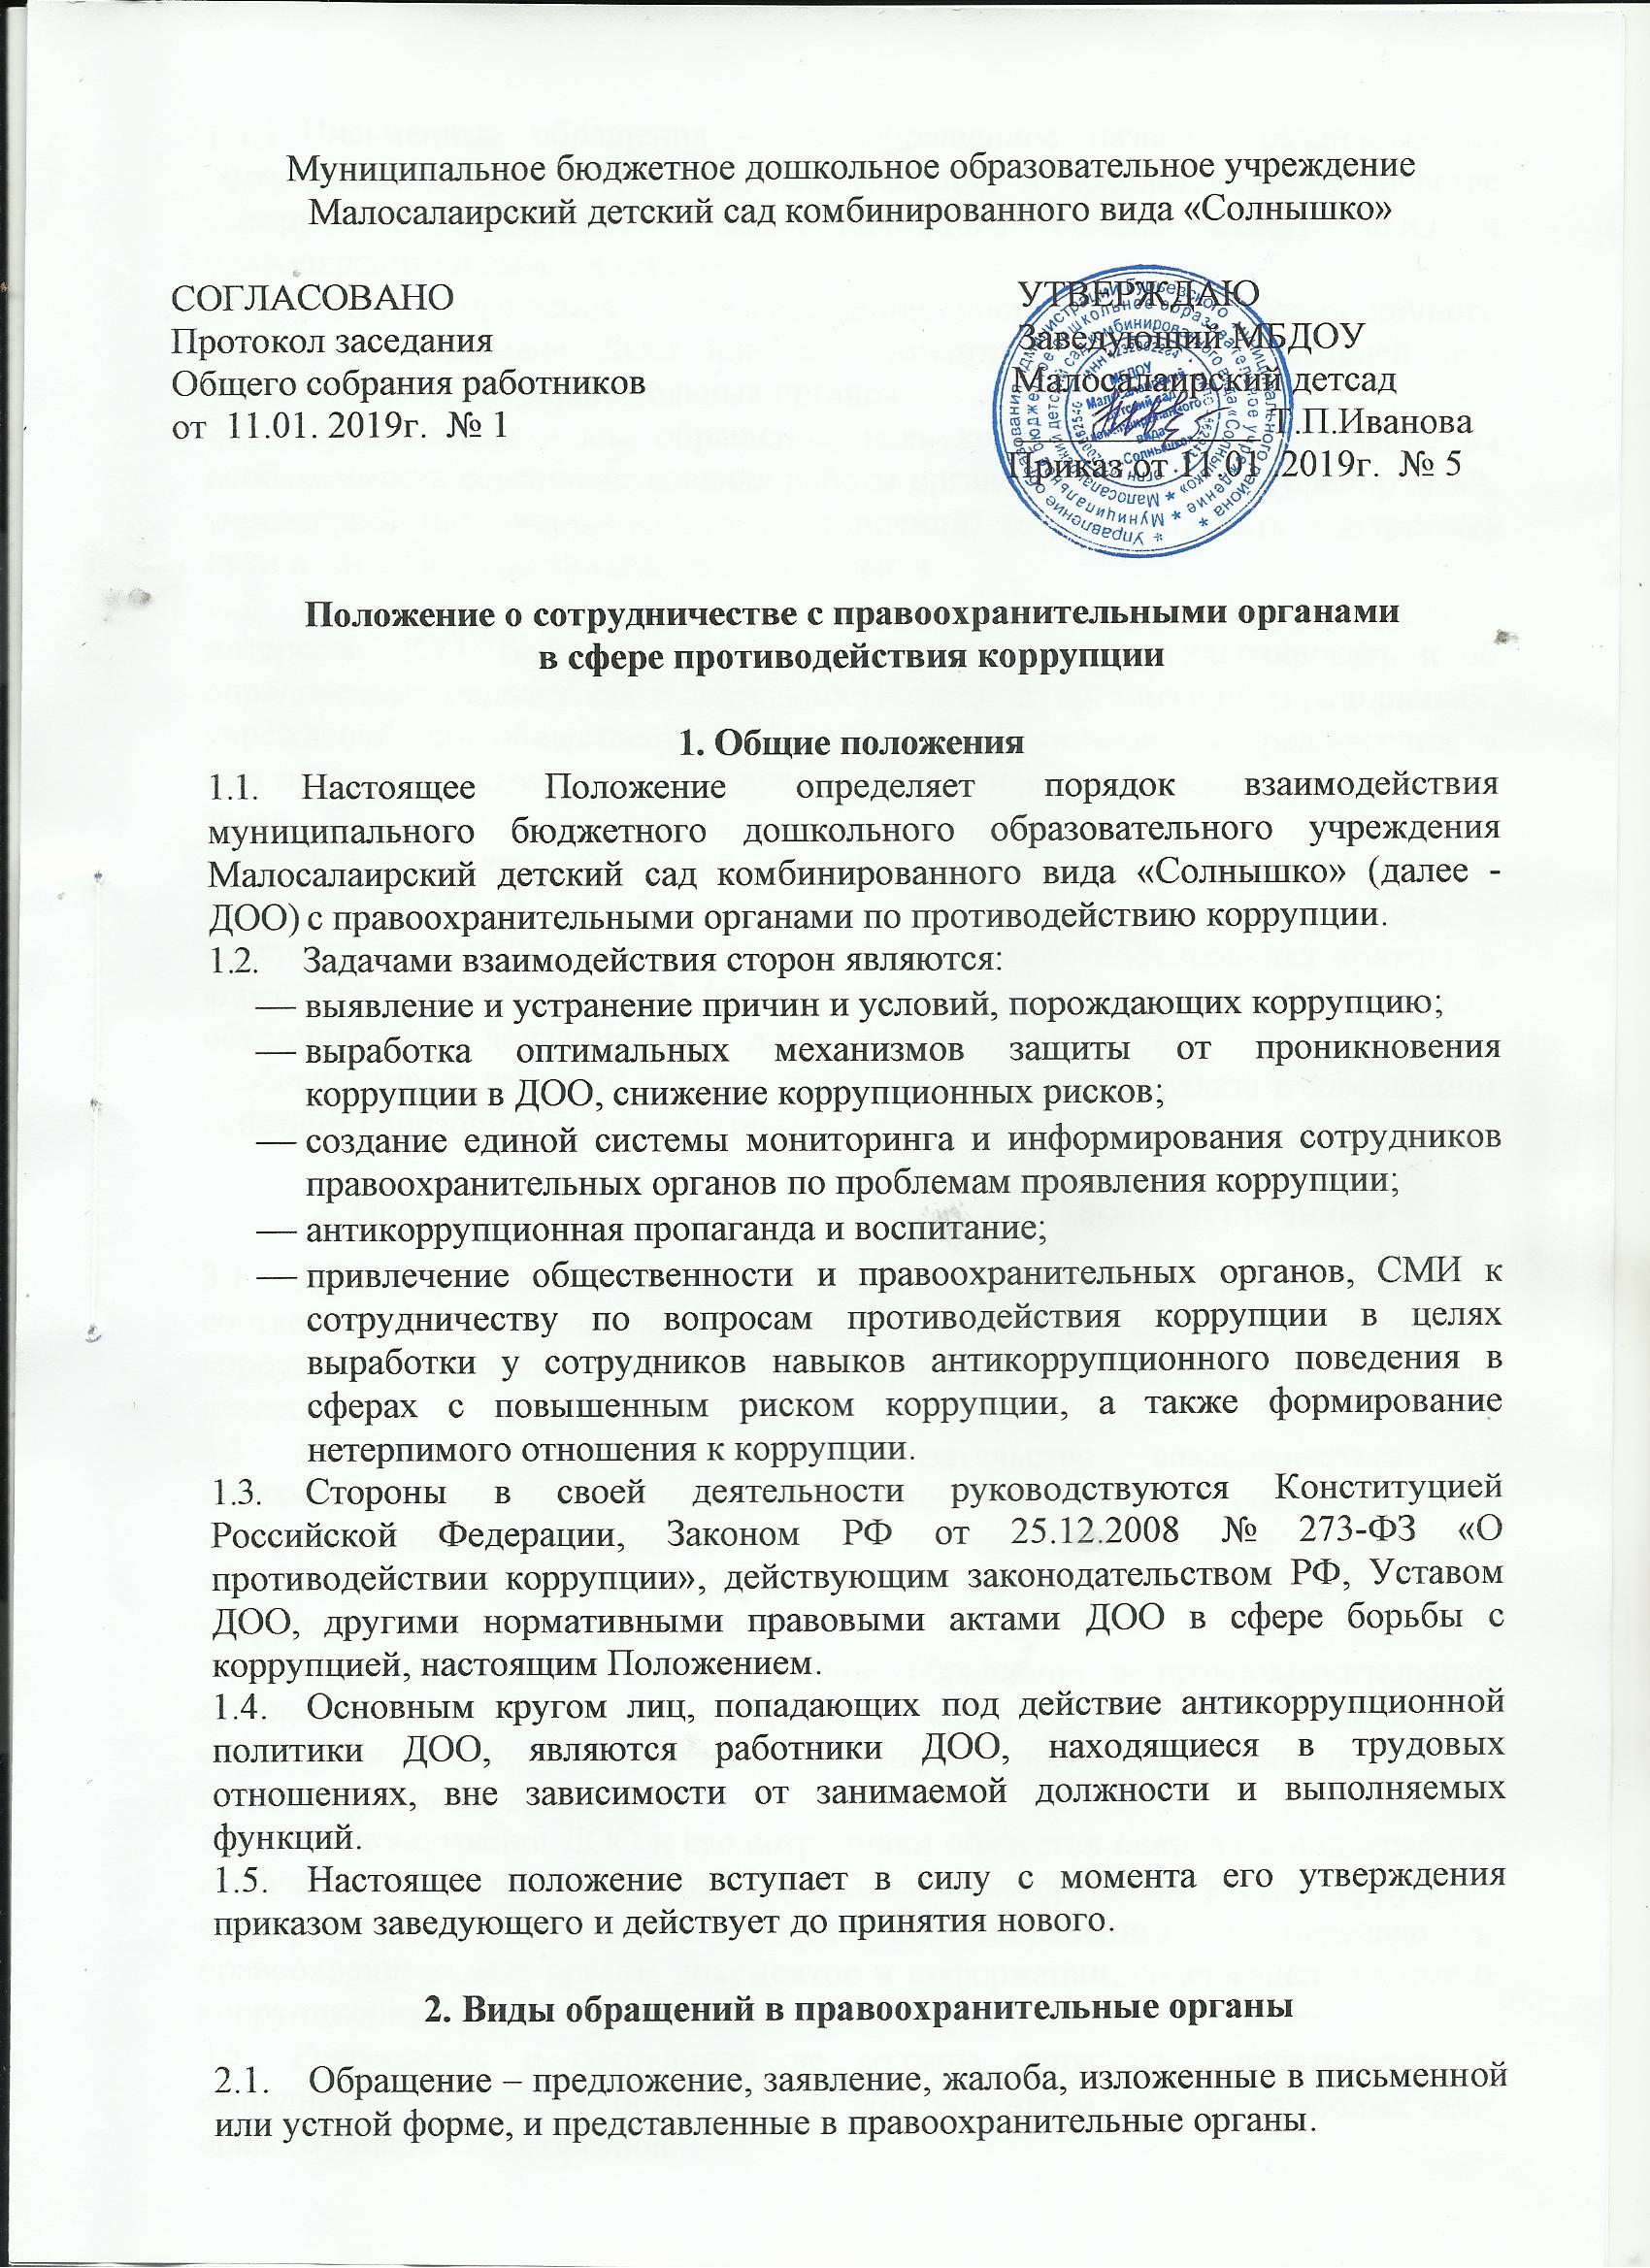 Муниципальное бюджетное дошкольное образовательное учреждение
Малосалаирский детский сад комбинированного вида «Солнышко»
СОГЛАСОВАНО
Протокол заседания
Общего собрания работников
от 11.01. 2019г. № 1
УТВЕРЖДАЮ
Заведующий МБДОУ
Малосалаирский детсад
Т.П.Иванова
Приказ от 11.01 .2019г. № 5
Положение о сотрудничестве с правоохранительными органами
в сфере противодействия коррупции
1. Общие положения
1.1. Настоящее Положение определяет порядок взаимодействия
муниципального бюджетного дошкольного образовательного учреждения
Малосалаирский детский сад комбинированного вида «Солнышко» (далее -
ДОО) с правоохранительными органами по противодействию коррупции.
1.2. Задачами взаимодействия сторон являются:
— выявление и устранение причин и условий, порождающих коррупцию;
— выработка оптимальных механизмов защиты от проникновения
коррупции в ДОО, снижение коррупционных рисков;
— создание единой системы мониторинга и информирования сотрудников
правоохранительных органов по проблемам проявления коррупции;
— антикоррупционная пропаганда и воспитание;
— привлечение общественности и правоохранительных органов, СМИ к
сотрудничеству по вопросам противодействия коррупции в целях
выработки у сотрудников навыков антикоррупционного поведения в
сферах с повышенным риском коррупции, а также формирование
нетерпимого отношения к коррупции.
1.3. Стороны в своей деятельности руководствуются Конституцией
Российской Федерации, Законом РФ от 25.12.2008 № 273-ФЗ «О
противодействии коррупции», действующим законодательством РФ, Уставом
ДОО, другими нормативными правовыми актами ДОО в сфере борьбы с
коррупцией, настоящим Положением.
1.4. Основным кругом лиц, попадающих под действие антикоррупционной
политики ДОО, являются работники ДОО, находящиеся в трудовых
отношениях, вне зависимости от занимаемой должности и выполняемых
функций.
1.5. Настоящее положение вступает в силу с момента его утверждения
приказом заведующего и действует до принятия нового.
2. Виды обращений в правоохранительные органы
2.1. Обращение – предложение, заявление, жалоба, изложенные в письменной
или устной форме, и представленные в правоохранительные органы.